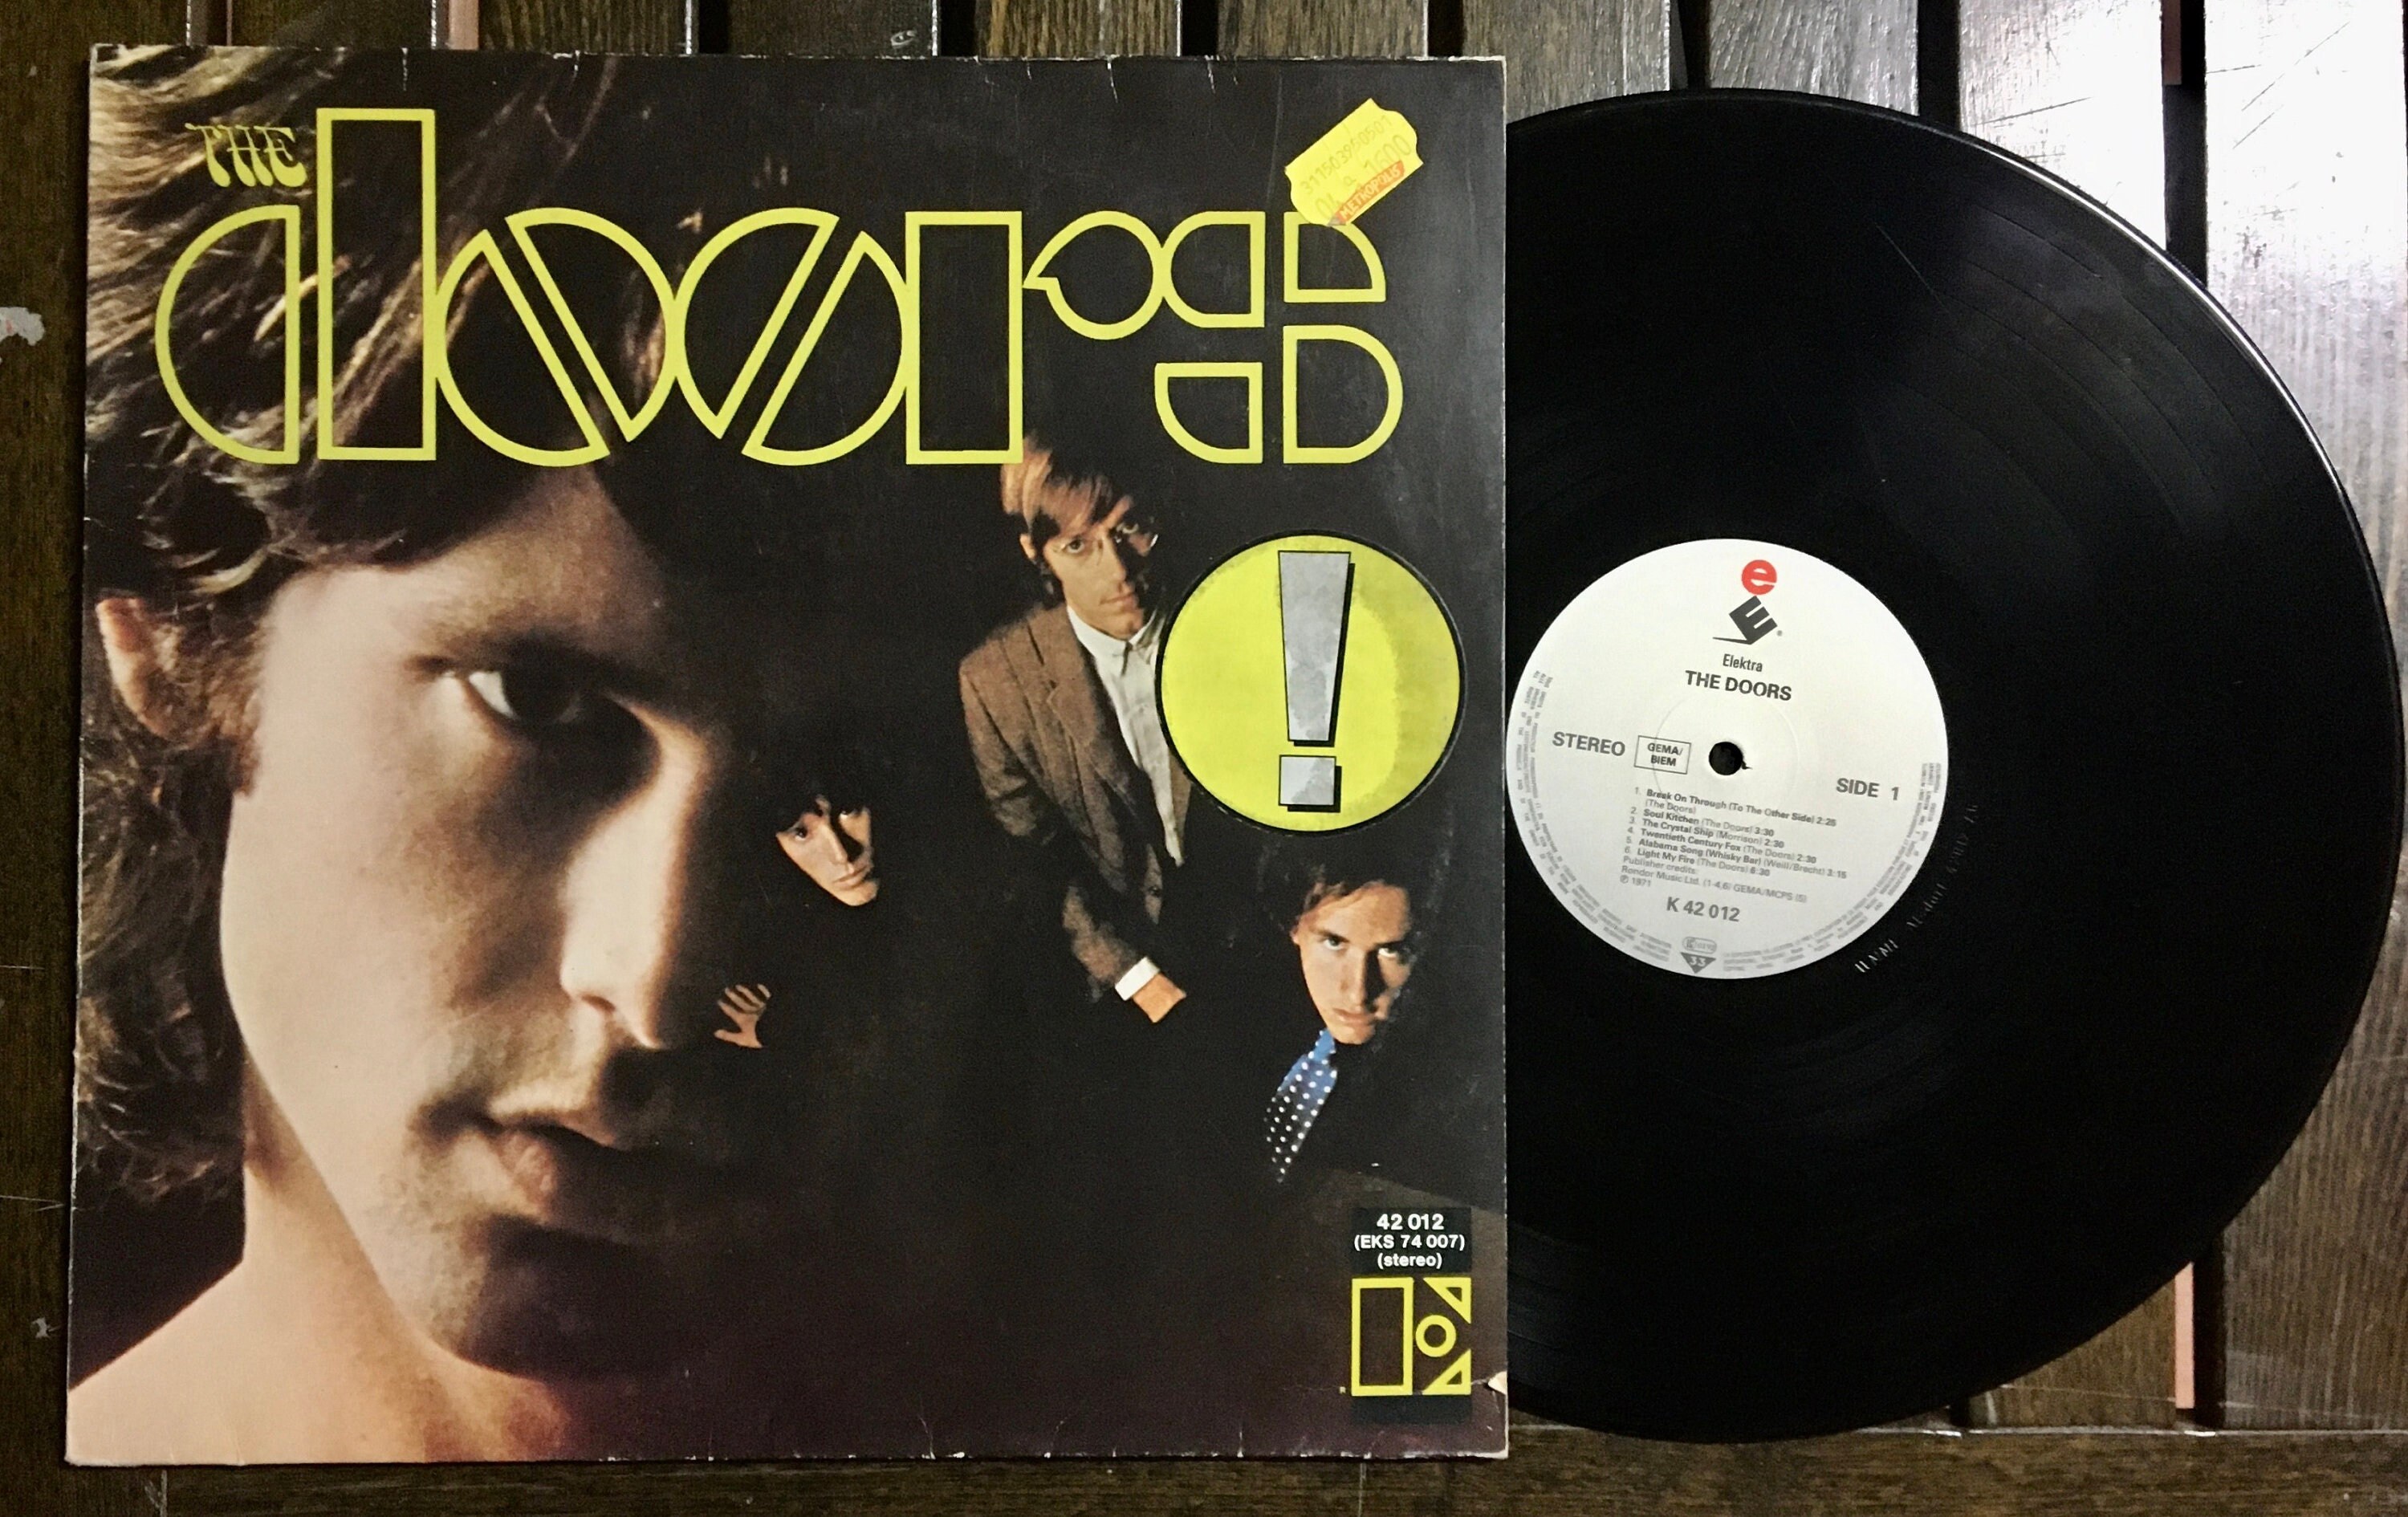 THE
doors
METROPOLIS
!
42 012
(EKS 74 007)
(stereo)
e
E
Elektra
THE DOORS
STEREO
GEMA/
BIEM
SIDE 1
1. Break On Through (To The Other Side) 2:25
(The Doors)
2. Soul Kitchen (The Doors) 3:30
3. The Crystal Ship (Morrison) 2:30
4. Twentieth Century Fox (The Doors) 2:30
5. Alabama Song (Whisky Bar) (Weill/Brecht) 3:15
6. Light My Fire (The Doors) 6:30
Publisher credits:
Rondor Music Ltd. (1-4,6) GEMA/MCPS (5)
℗ 1971
K 42 012
33